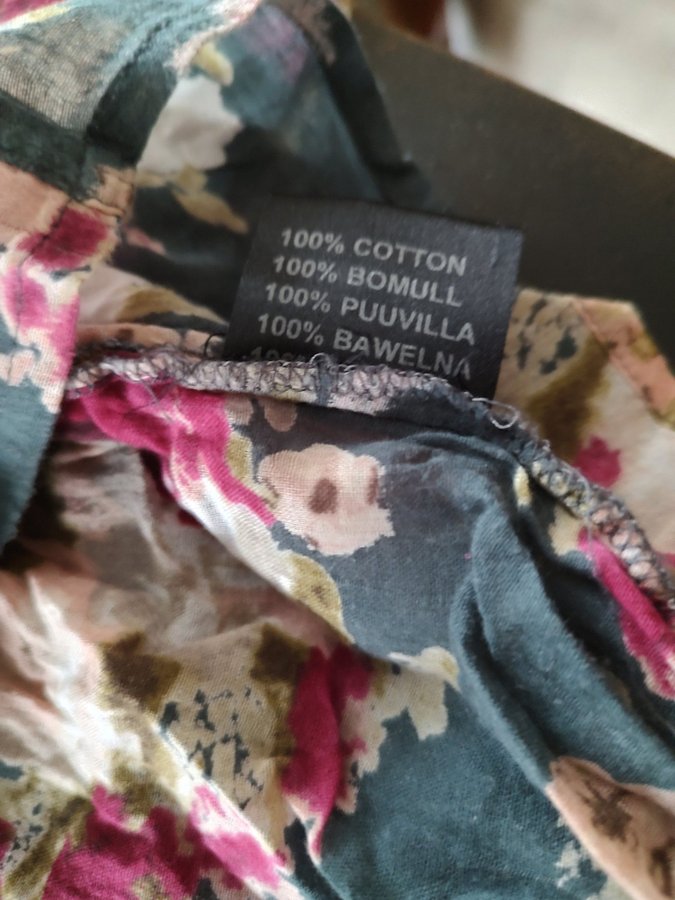 100% COTTON
100% BOMULL
100% PUUVILLA
100% BAWELNA